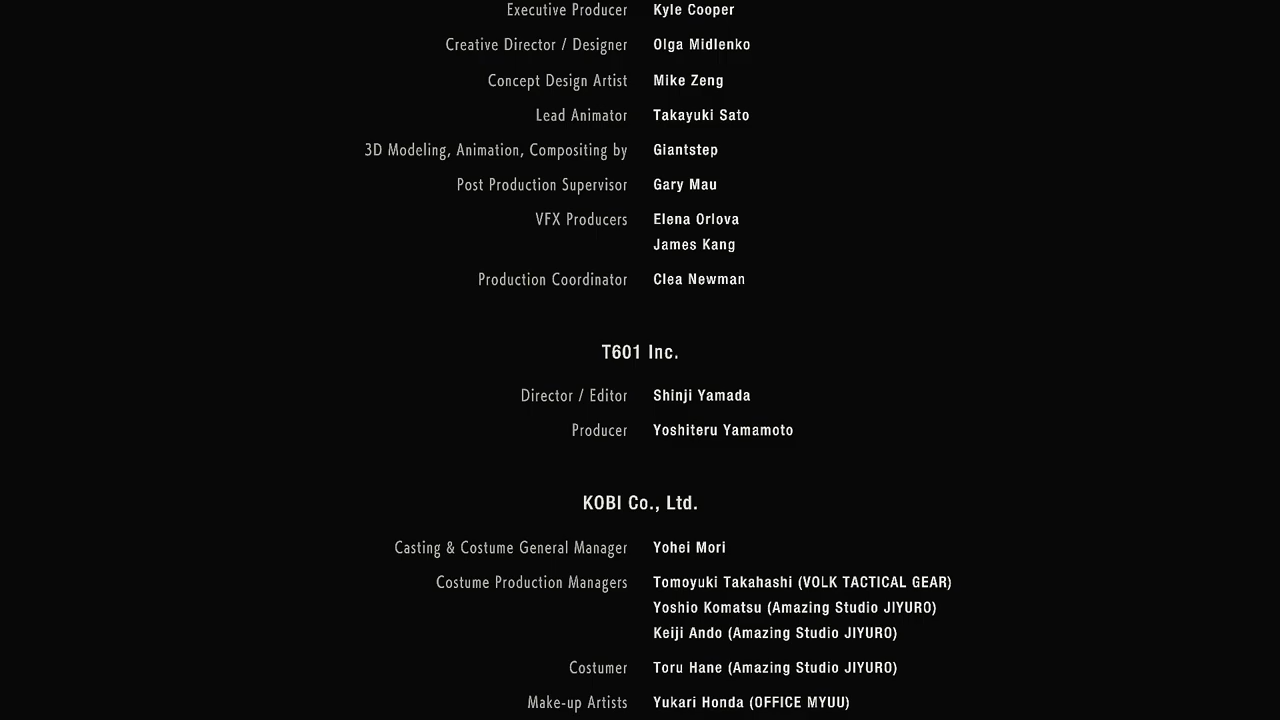 Executive Producer Kyle Cooper
Creative Director / Designer Olga Midlenko
Concept Design Artist Mike Zeng
Lead Animator Takayuki Sato
3D Modeling, Animation, Compositing by Giantstep
Post Production Supervisor Gary Mau
VFX Producers Elena Orlova
James Kang
Production Coordinator Clea Newman
T601 Inc.
Director / Editor Shinji Yamada
Producer Yoshiteru Yamamoto
KOBI Co., Ltd.
Casting & Costume General Manager Yohei Mori
Costume Production Managers Tomoyuki Takahashi (VOLK TACTICAL GEAR)
Yoshio Komatsu (Amazing Studio JIYURO)
Keiji Ando (Amazing Studio JIYURO)
Costumer Toru Hane (Amazing Studio JIYURO)
Make-up Artists Yukari Honda (OFFICE MYUU)